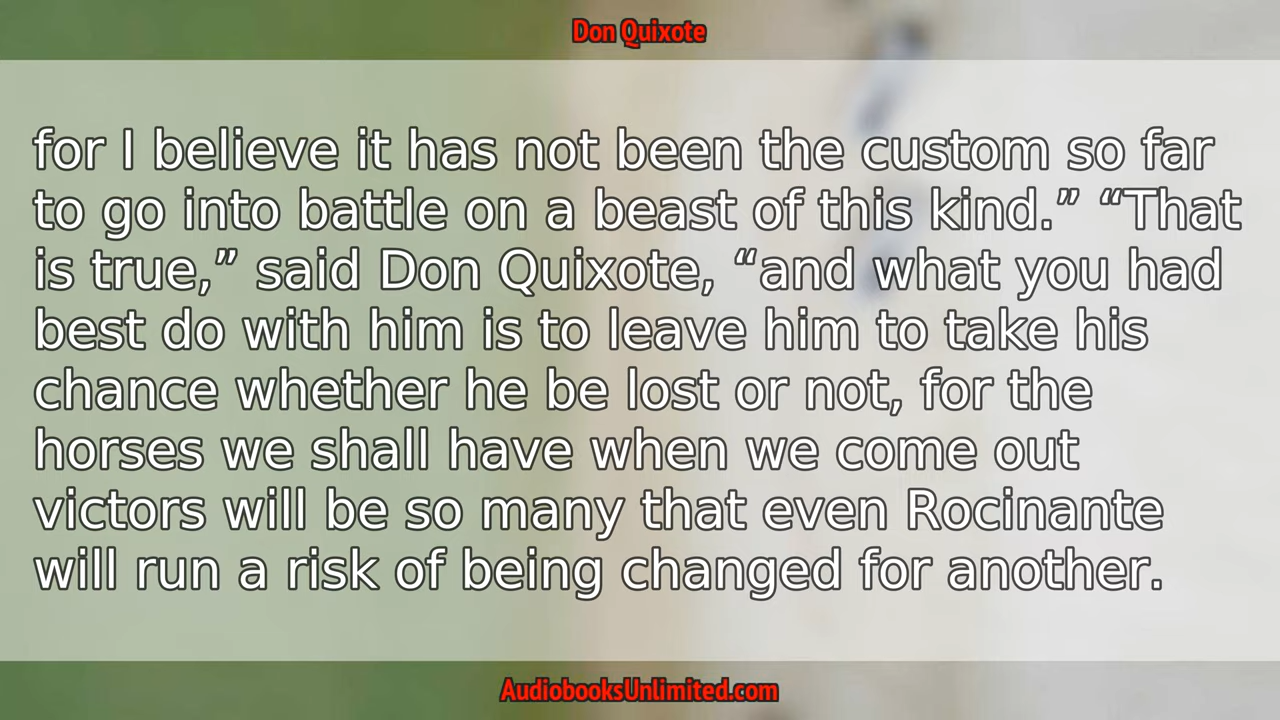 Don Quixote
for I believe it has not been the custom so far
to go into battle on a beast of this kind.” “That
is true,” said Don Quixote, “and what you had
best do with him is to leave him to take his
chance whether he be lost or not, for the
horses we shall have when we come out
victors will be so many that even Rocinante
will run a risk of being changed for another.
AudiobooksUnlimited.com